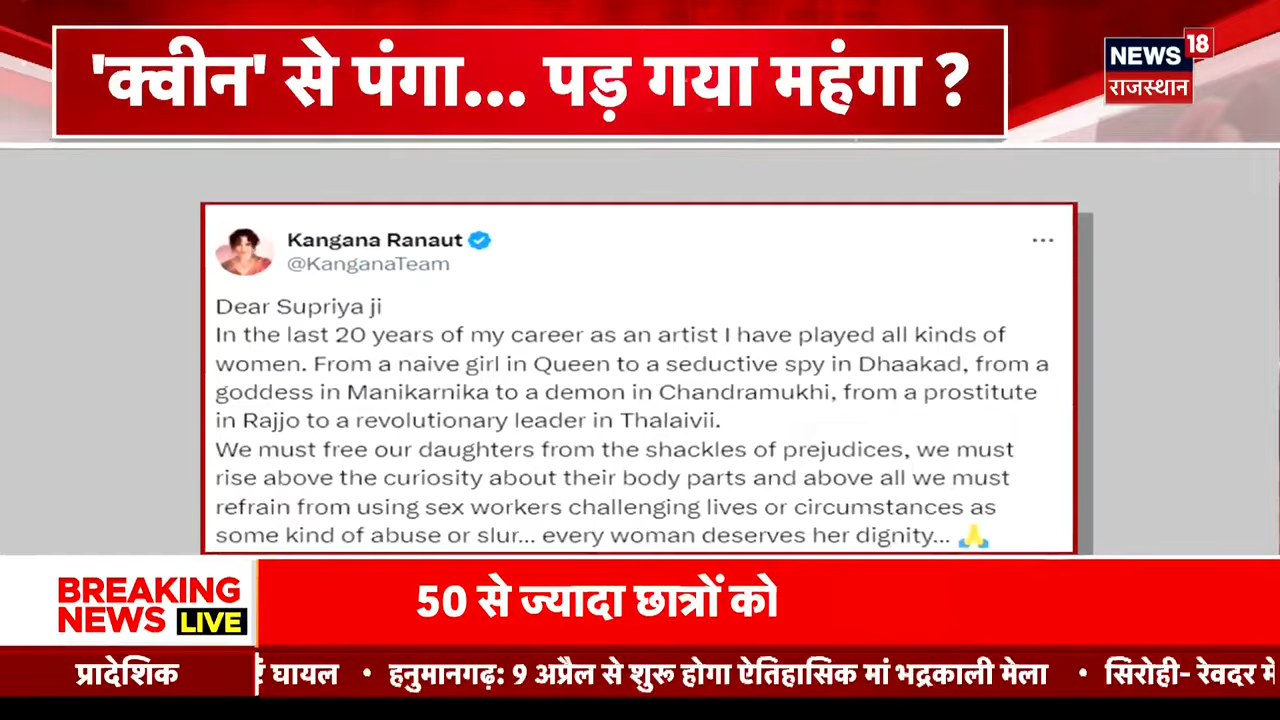 'क्वीन' से पंगा... पड़ गया महंगा ?
NEWS 18
राजस्थान
Kangana Ranaut
@KanganaTeam
Dear Supriya ji
In the last 20 years of my career as an artist I have played all kinds of
women. From a naive girl in Queen to a seductive spy in Dhaakad, from a
goddess in Manikarnika to a demon in Chandramukhi, from a prostitute
in Rajjo to a revolutionary leader in Thalaivii.
We must free our daughters from the shackles of prejudices, we must
rise above the curiosity about their body parts and above all we must
refrain from using sex workers challenging lives or circumstances as
some kind of abuse or slur... every woman deserves her dignity... 🙏
BREAKING
NEWS LIVE
50 से ज्यादा छात्रों को
प्रादेशिक
घायल • हनुमानगढ़: 9 अप्रैल से शुरू होगा ऐतिहासिक मां भद्रकाली मेला • सिरोही- रेवदर में